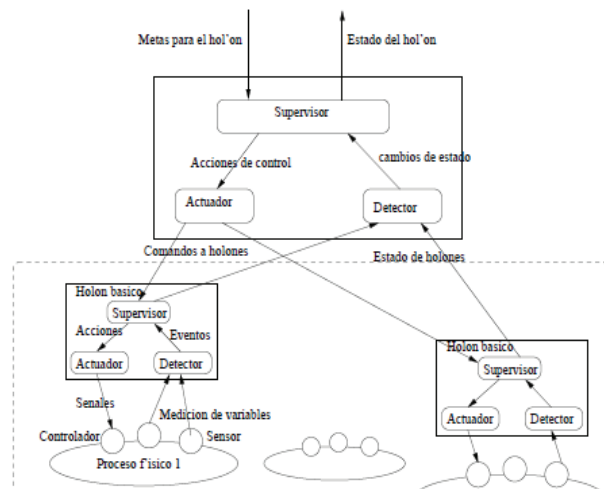 Metas para el hol'on
Estado del hol'on
Supervisor
Acciones de control
cambios de estado
Actuador
Detector
Comandos a holones
Estado de holones
Holon basico
Supervisor
Acciones
Eventos
Actuador
Detector
Senales
Medicion de variables
Controlador
Sensor
Proceso f'isico 1
Holon basico
Supervisor
Actuador
Detector